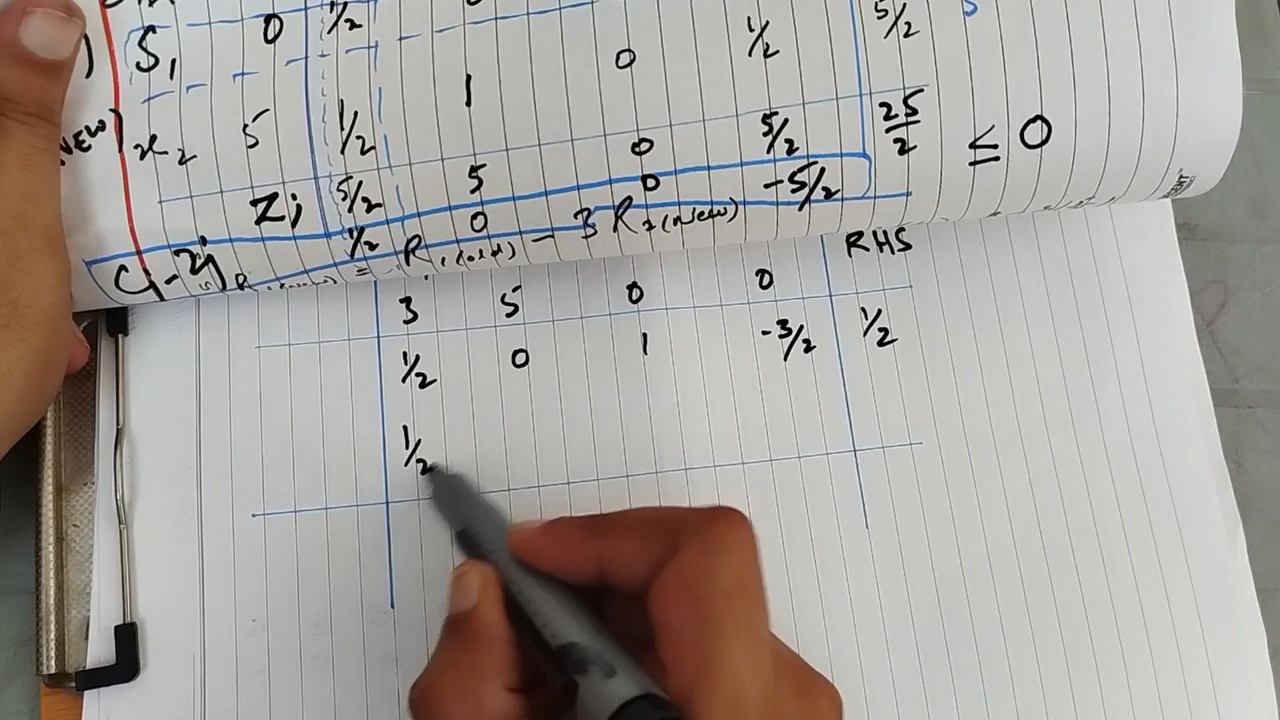 S₁ 0 1/2 1/2 5/2
(NEW) x₂ 5 1/2 1 0
Zj 5/2 5 0 5/2 25/2 ≤ 0
Cj-Zj 1/2 0 0 -5/2
R₁(old) - 3 R₂(new)
RHS
3 5 0 0
1/2 0 1 -3/2 1/2
1/2